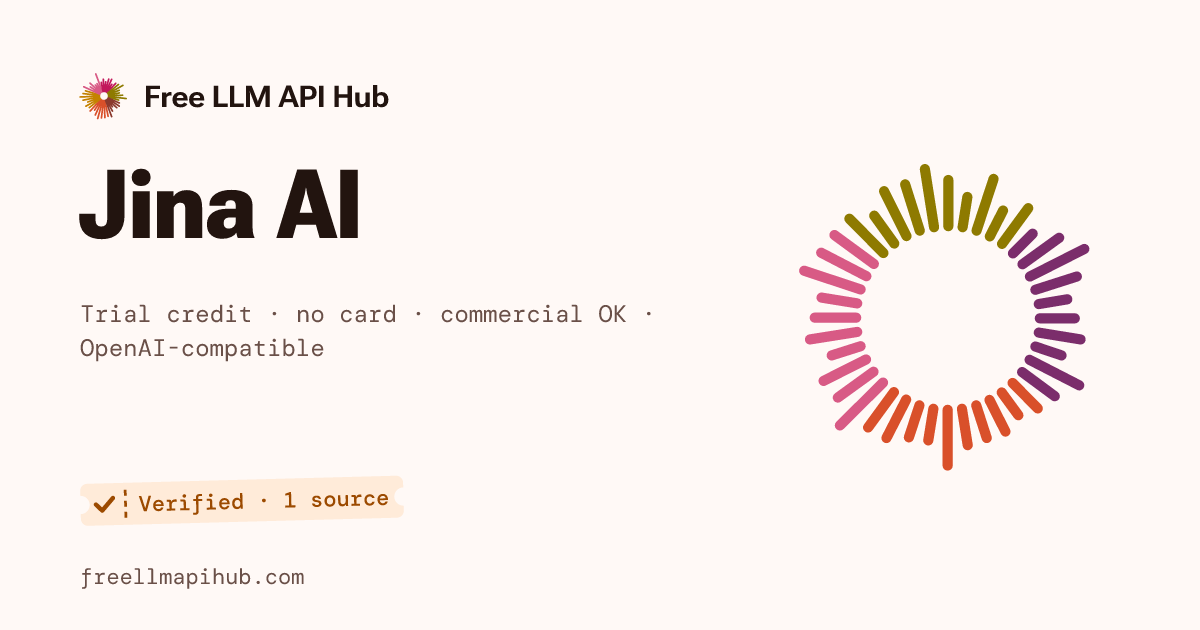 Free LLM API Hub
Jina AI
Trial credit · no card · commercial OK ·
OpenAI-compatible
Verified · 1 source
freellmapihub.com